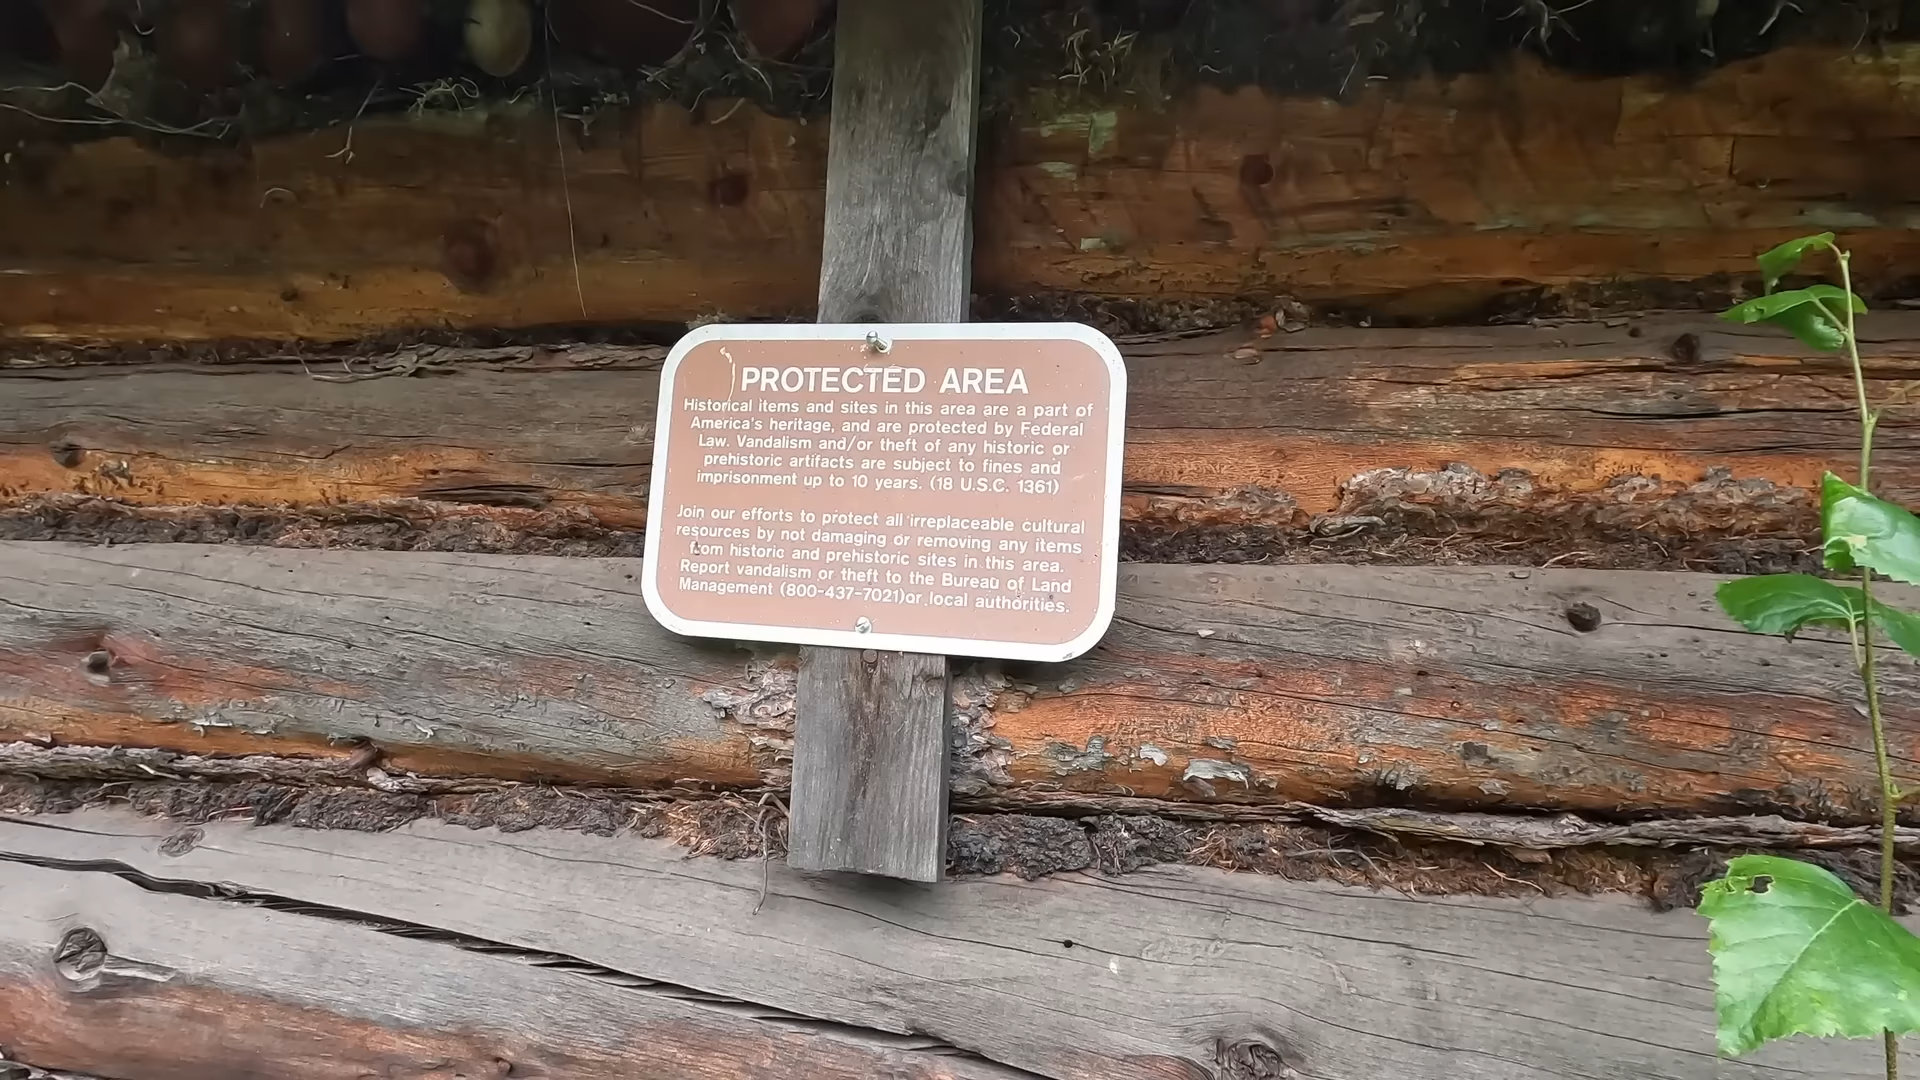 PROTECTED AREA
Historical items and sites in this area are a part of
America's heritage, and are protected by Federal
Law. Vandalism and/or theft of any historic or
prehistoric artifacts are subject to fines and
imprisonment up to 10 years. (18 U.S.C. 1361)
Join our efforts to protect all irreplaceable cultural
resources by not damaging or removing any items
from historic and prehistoric sites in this area.
Report vandalism or theft to the Bureau of Land
Management (800-437-7021)or local authorities.